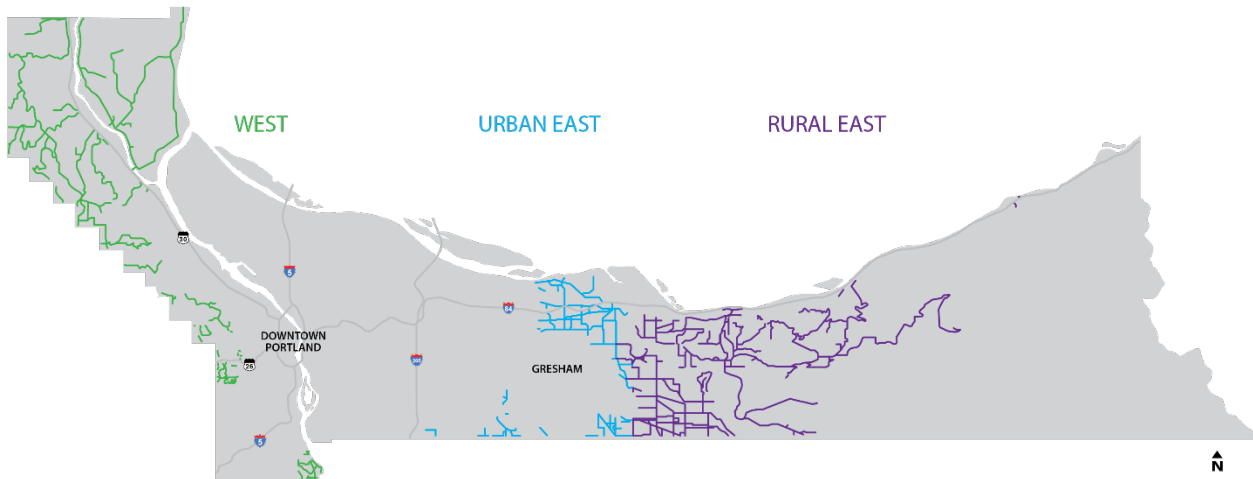 WEST
URBAN EAST
RURAL EAST
30
5
84
DOWNTOWN
PORTLAND
26
205
GRESHAM
5
N